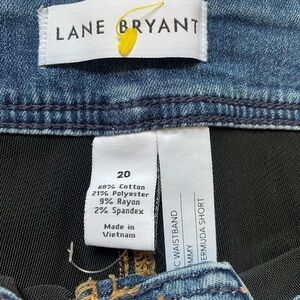 LANE BRYANT
20
68% Cotton
21% Polyester
9% Rayon
2% Spandex
Made in
Vietnam
C WAISTBAND
MMY
ERMUDA SHORT